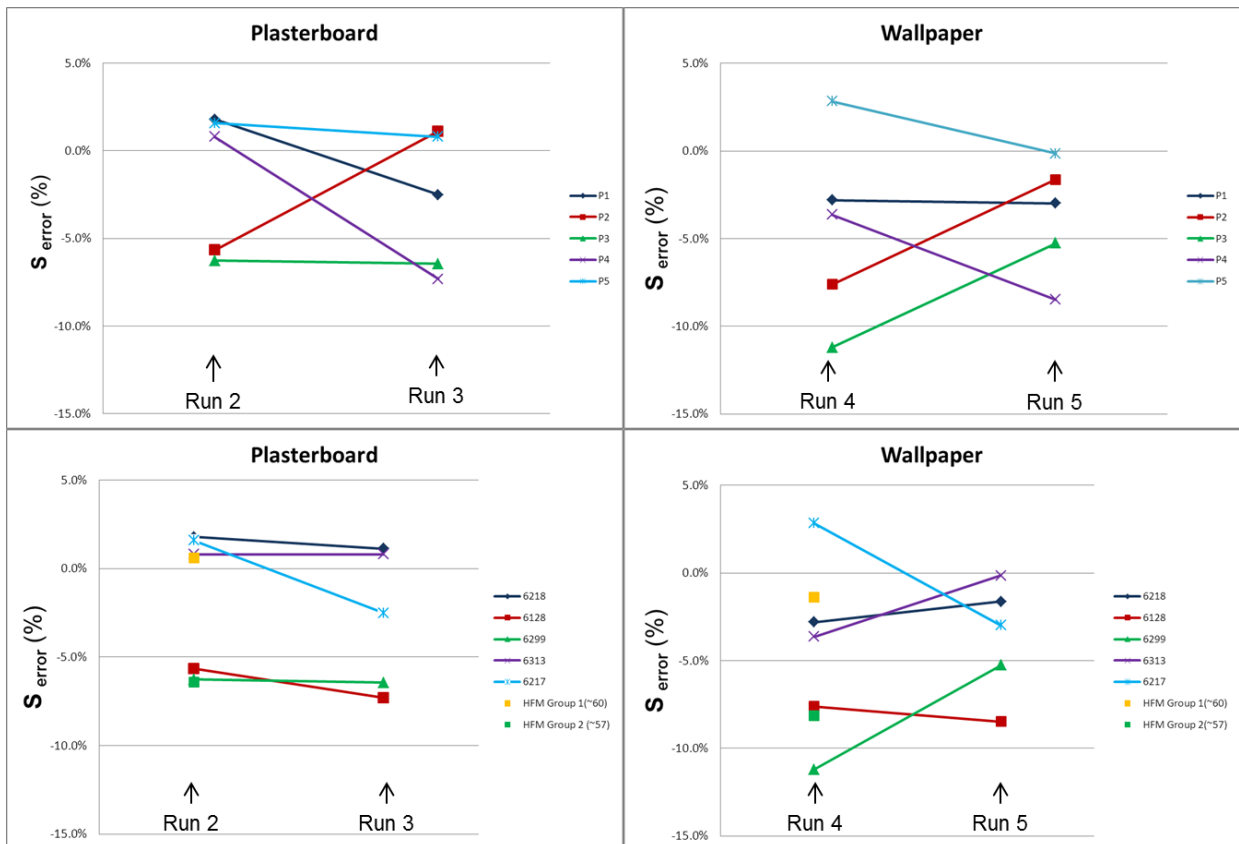 Plasterboard
5.0%
0.0%
-5.0%
-10.0%
-15.0%
S error (%)
Run 2
Run 3
P1
P2
P3
P4
P5
Wallpaper
5.0%
0.0%
-5.0%
-10.0%
-15.0%
S error (%)
Run 4
Run 5
P1
P2
P3
P4
P5
Plasterboard
5.0%
0.0%
-5.0%
-10.0%
-15.0%
S error (%)
Run 2
Run 3
6218
6128
6299
6313
6217
HFM Group 1(~60)
HFM Group 2 (~57)
Wallpaper
5.0%
0.0%
-5.0%
-10.0%
-15.0%
S error (%)
Run 4
Run 5
6218
6128
6299
6313
6217
HFM Group 1(~60)
HFM Group 2(~57)